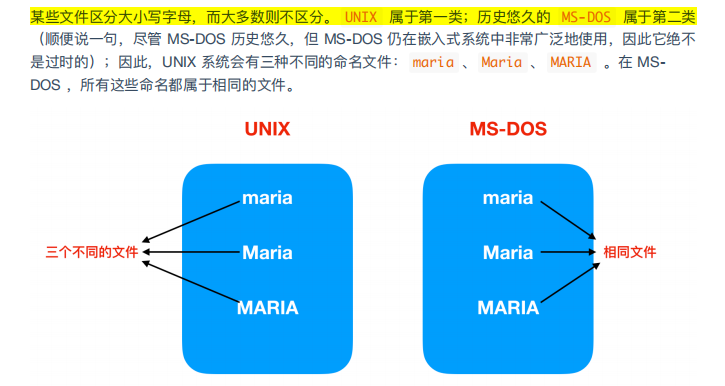 某些文件区分大小写字母，而大多数则不区分。 UNIX 属于第一类；历史悠久的 MS-DOS 属于第二类
（顺便说一句，尽管 MS-DOS 历史悠久，但 MS-DOS 仍在嵌入式系统中非常广泛地使用，因此它绝不
是过时的）；因此，UNIX 系统会有三种不同的命名文件： maria 、 Maria 、 MARIA 。在 MS-
DOS ，所有这些命名都属于相同的文件。
UNIX
MS-DOS
maria
maria
三个不同的文件
Maria
Maria
相同文件
MARIA
MARIA